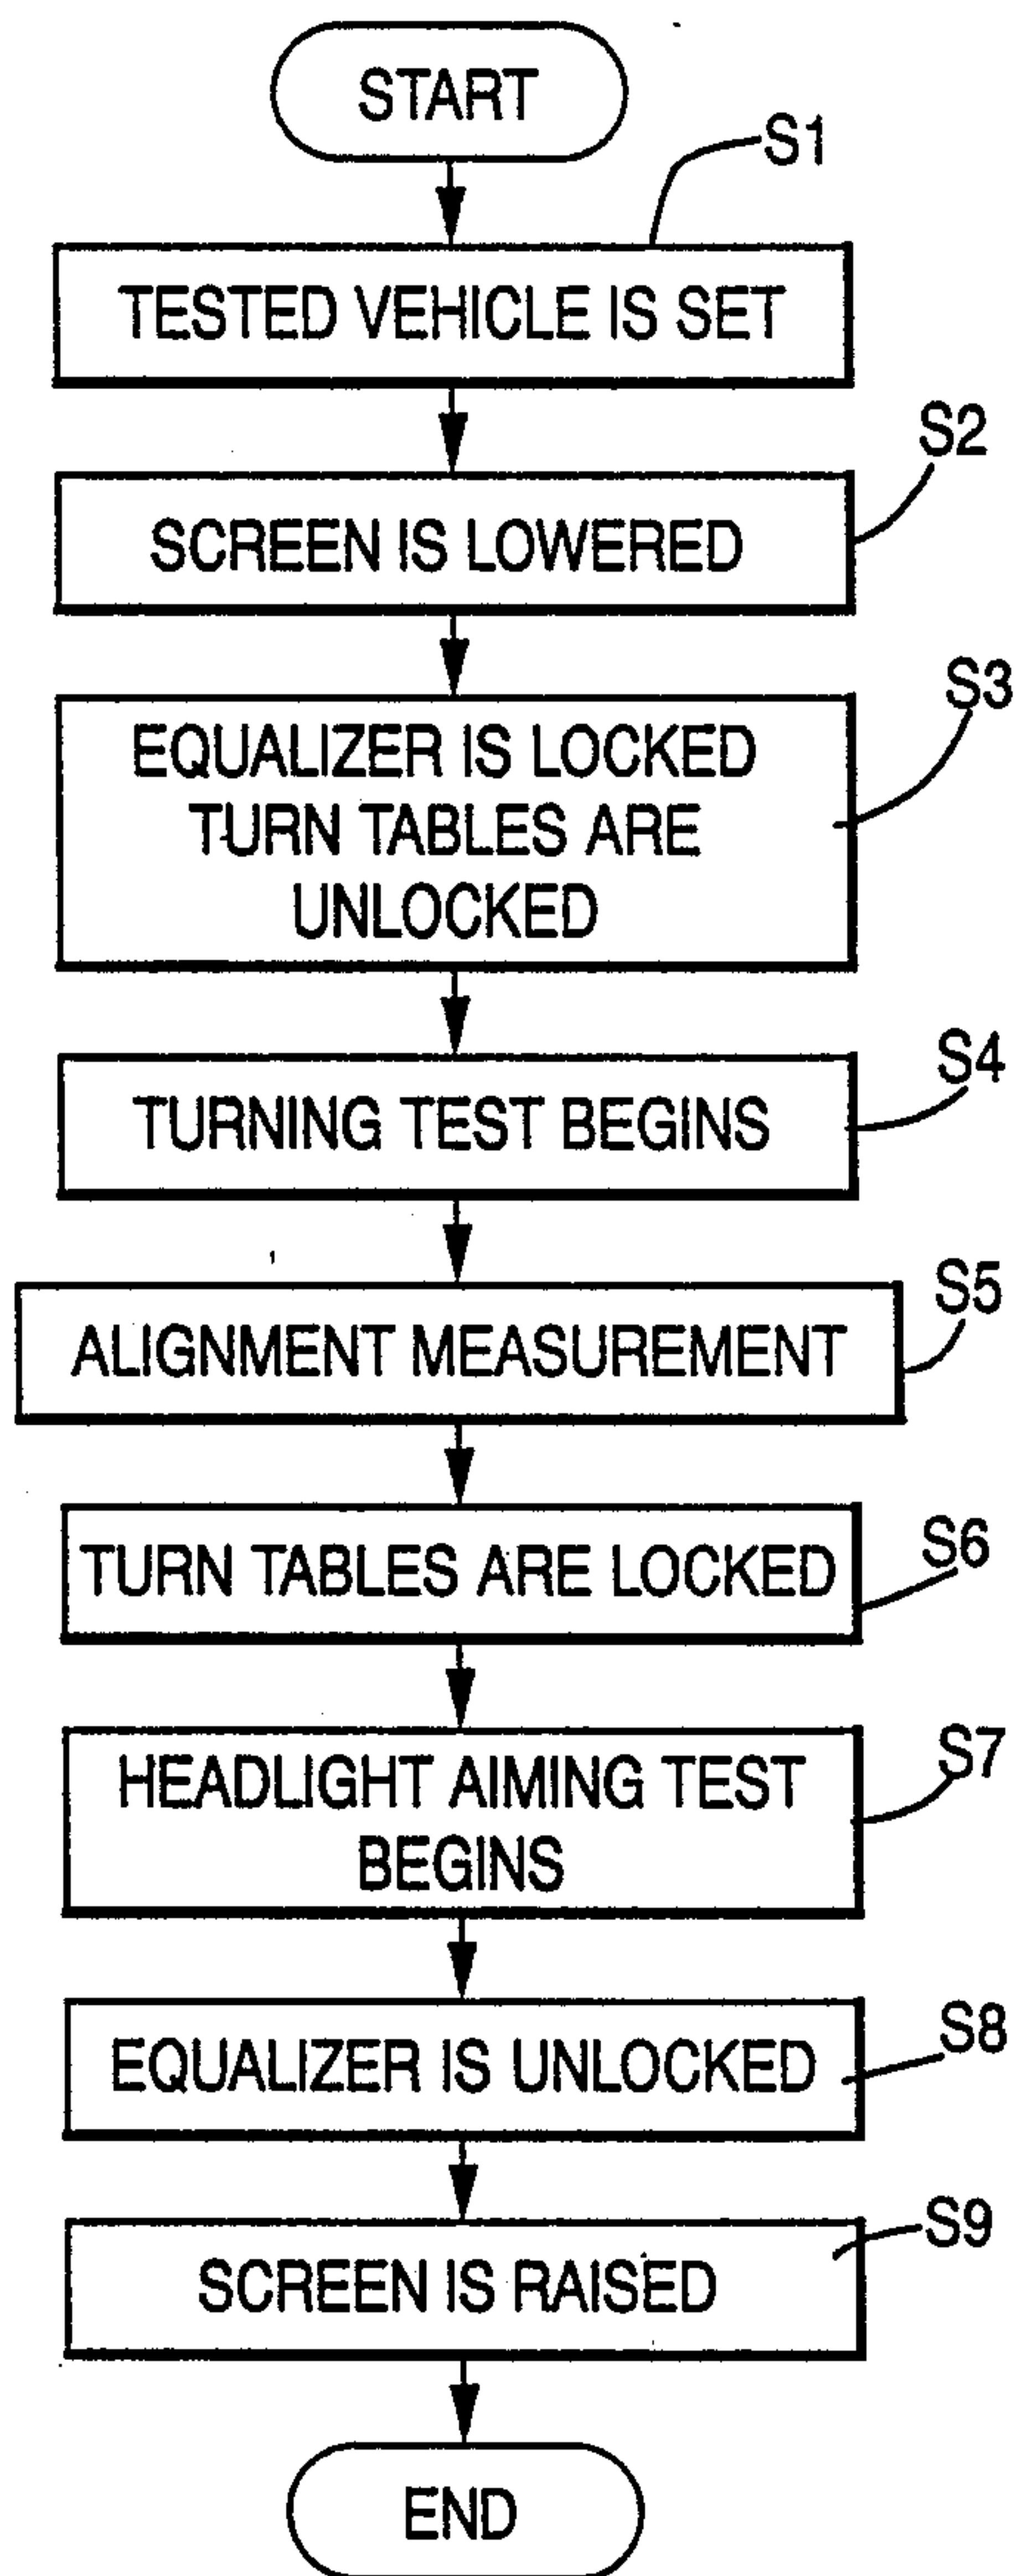 START
S1
TESTED VEHICLE IS SET
S2
SCREEN IS LOWERED
S3
EQUALIZER IS LOCKED
TURN TABLES ARE
UNLOCKED
S4
TURNING TEST BEGINS
S5
ALIGNMENT MEASUREMENT
S6
TURN TABLES ARE LOCKED
S7
HEADLIGHT AIMING TEST
BEGINS
S8
EQUALIZER IS UNLOCKED
S9
SCREEN IS RAISED
END